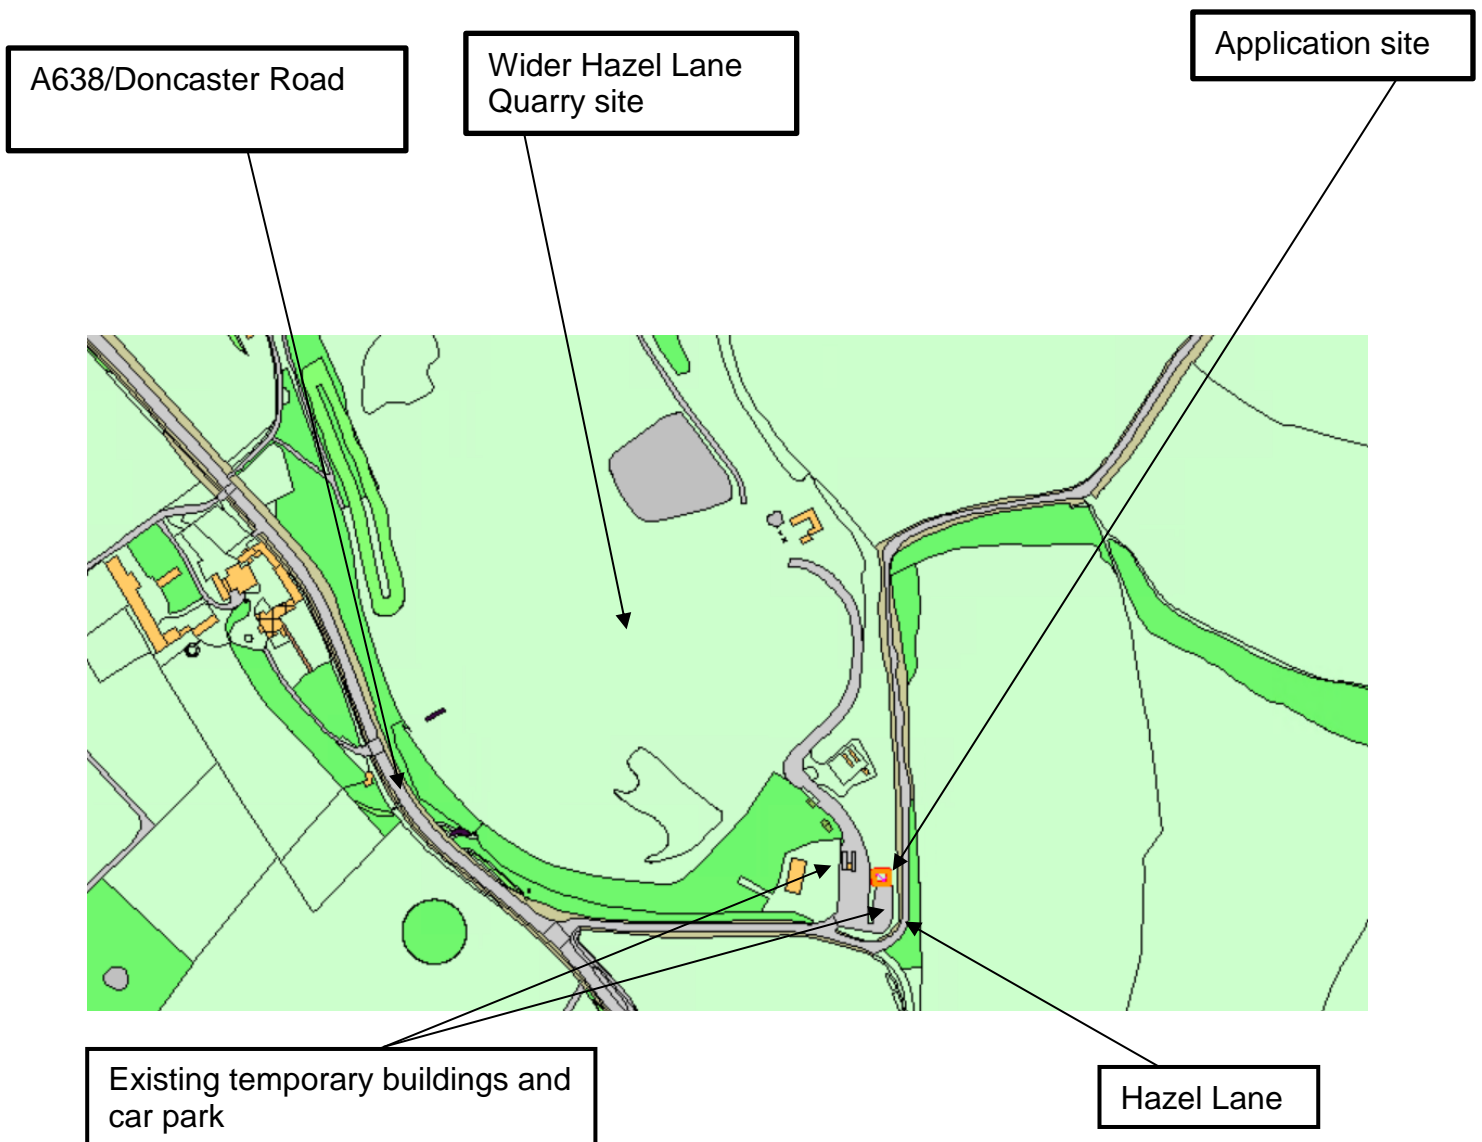 A638/Doncaster Road
Wider Hazel Lane
Quarry site
Application site
Existing temporary buildings and
car park
Hazel Lane